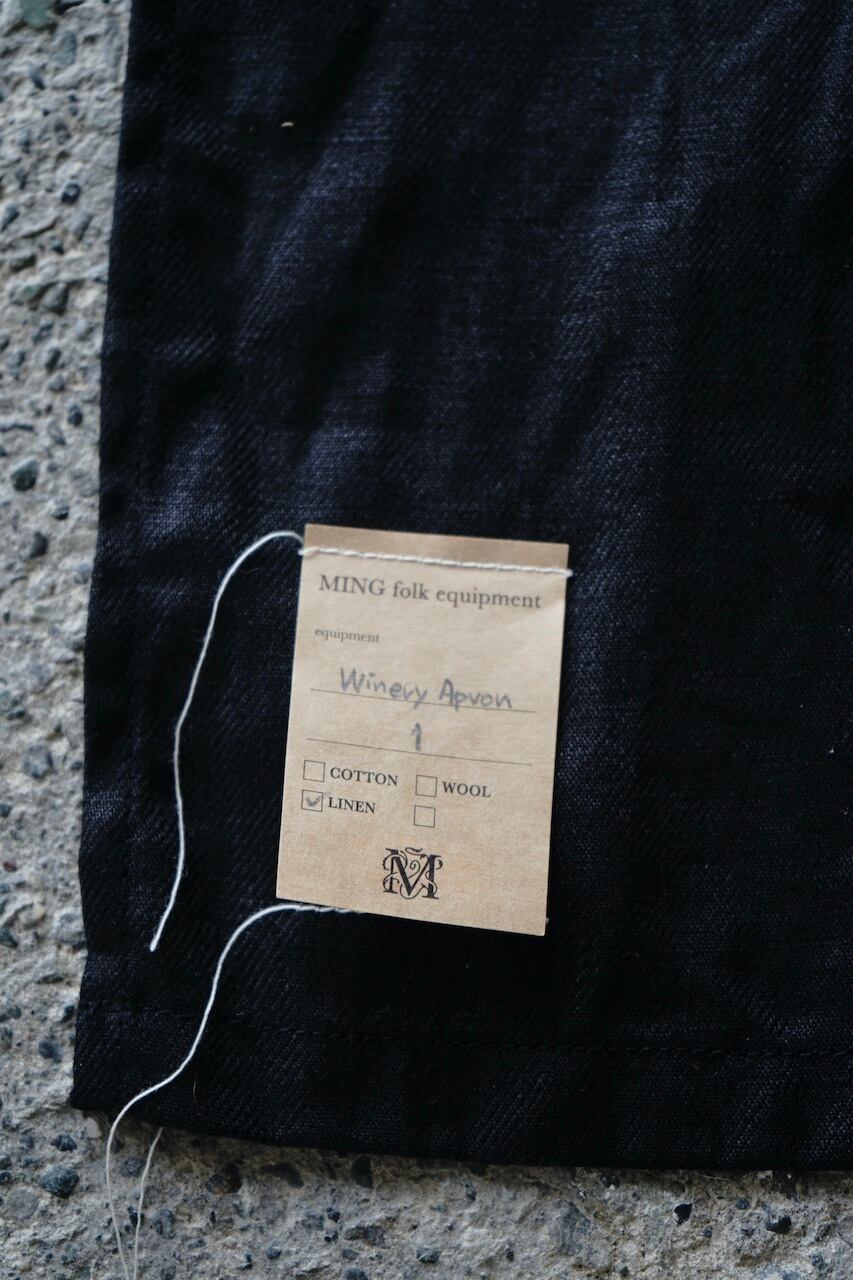 MING folk equipment
equipment
Winery Apron
1
COTTON WOOL
LINEN
M